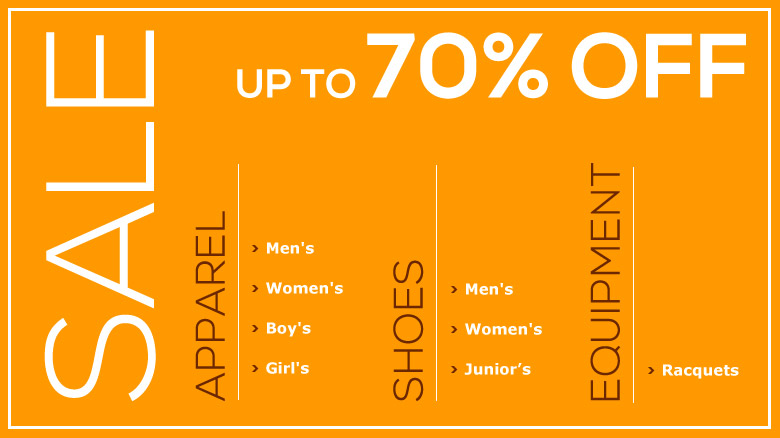 SALE
UP TO 70% OFF
APPAREL
› Men's
› Women's
› Boy's
› Girl's
SHOES
› Men's
› Women's
› Junior’s
EQUIPMENT
› Racquets